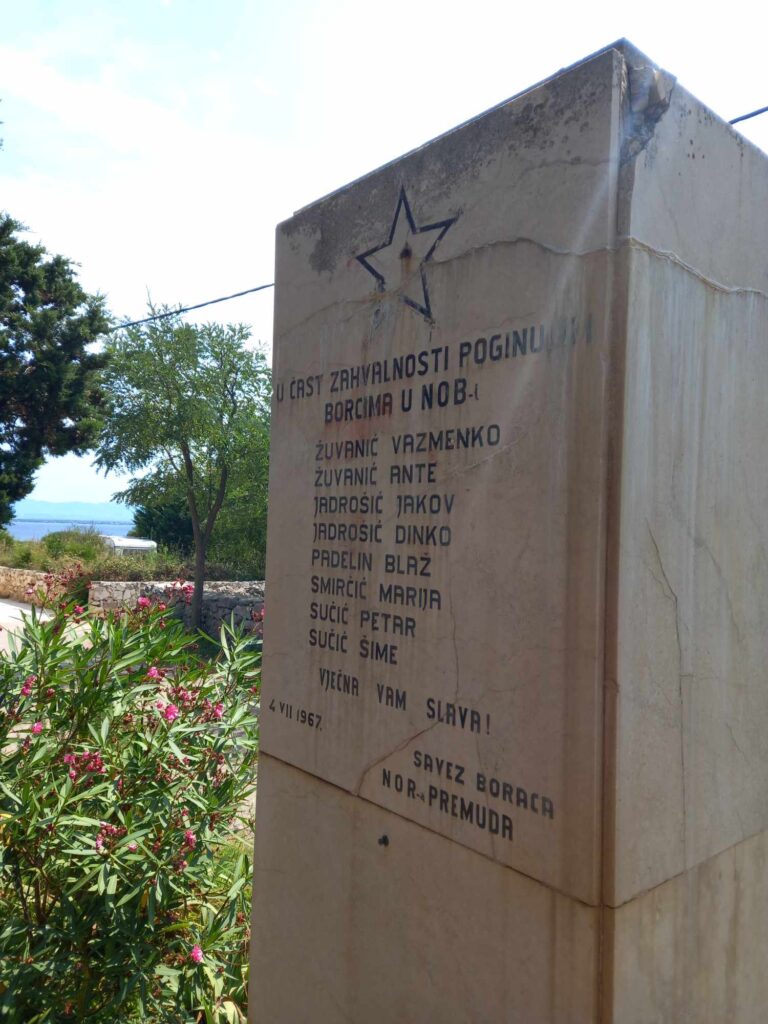 U ČAST ZAHVALNOSTI
BORCIMA U NOB-i
ŽUVANIĆ VAZMENKO
ŽUVANIĆ ANTE
JADROŠIĆ JAKOV
JADROŠIĆ DINKO
PADELIN BLAŽ
SMIRČIĆ MARIJA
SUČIĆ PETAR
SUČIĆ ŠIME
VJEČNA VAM SLAVA!
4 VII 1967.
SAVEZ BORACA
NOR-a PREMUDA